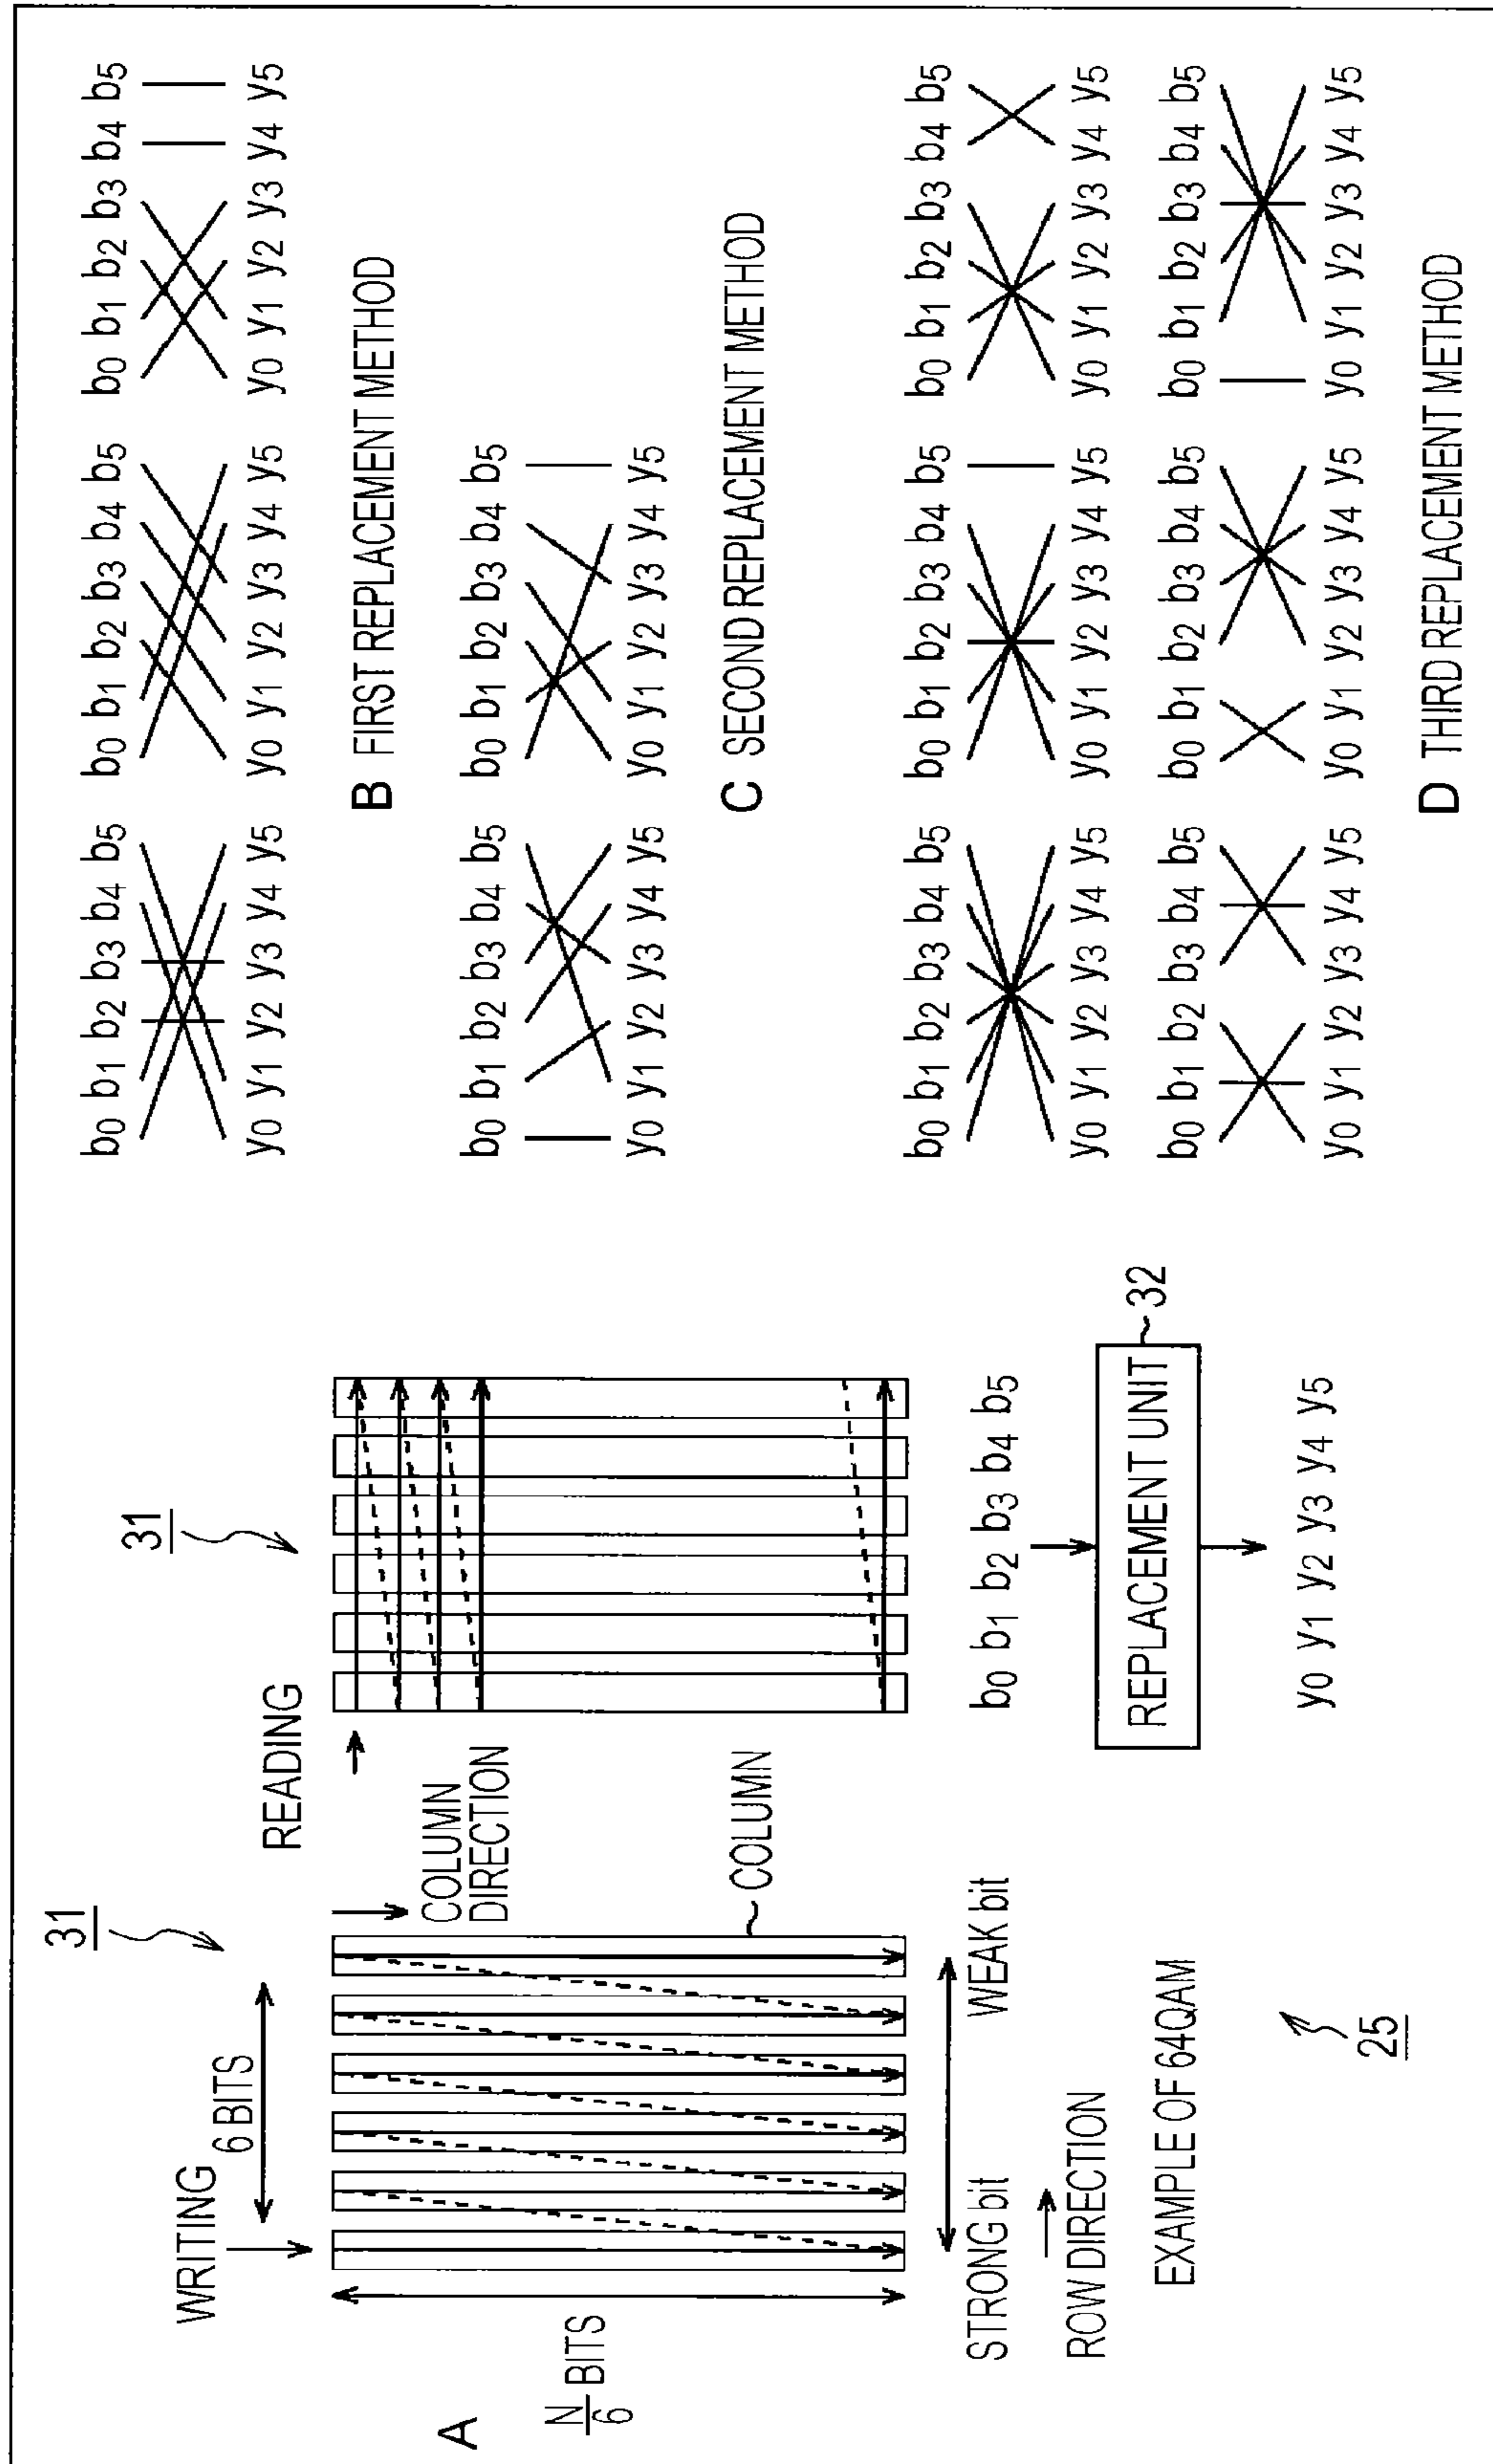 A
WRITING
6 BITS
31
N/6 BITS
COLUMN
DIRECTION
COLUMN
STRONG bit
WEAK bit
ROW DIRECTION
EXAMPLE OF 64QAM
25
READING
31
b0 b1 b2 b3 b4 b5
REPLACEMENT UNIT
32
y0 y1 y2 y3 y4 y5
b0 b1 b2 b3 b4 b5 b0 b1 b2 b3 b4 b5 b0 b1 b2 b3 b4 b5
y0 y1 y2 y3 y4 y5 y0 y1 y2 y3 y4 y5 y0 y1 y2 y3 y4 y5
B FIRST REPLACEMENT METHOD
b0 b1 b2 b3 b4 b5 b0 b1 b2 b3 b4 b5
y0 y1 y2 y3 y4 y5 y0 y1 y2 y3 y4 y5
C SECOND REPLACEMENT METHOD
b0 b1 b2 b3 b4 b5 b0 b1 b2 b3 b4 b5 b0 b1 b2 b3 b4 b5
y0 y1 y2 y3 y4 y5 y0 y1 y2 y3 y4 y5 y0 y1 y2 y3 y4 y5
b0 b1 b2 b3 b4 b5 b0 b1 b2 b3 b4 b5 b0 b1 b2 b3 b4 b5
y0 y1 y2 y3 y4 y5 y0 y1 y2 y3 y4 y5 y0 y1 y2 y3 y4 y5
D THIRD REPLACEMENT METHOD